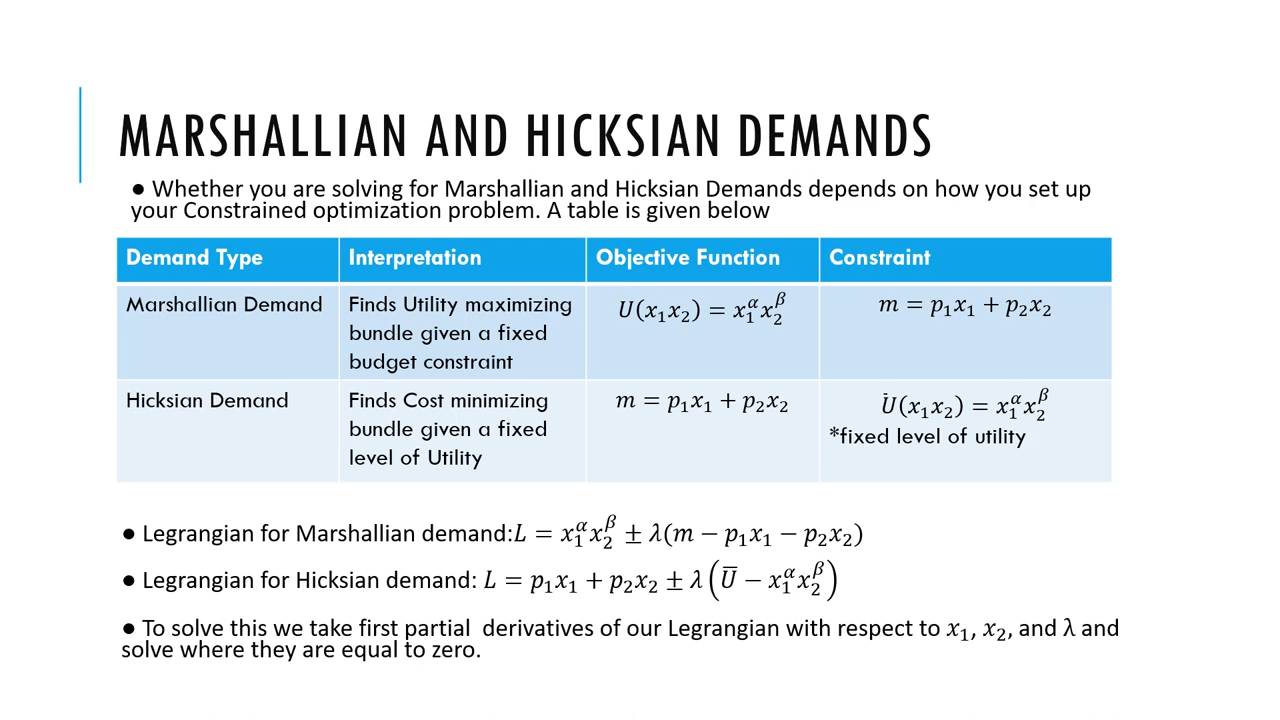 MARSHALLIAN AND HICKSIAN DEMANDS
● Whether you are solving for Marshallian and Hicksian Demands depends on how you set up
your Constrained optimization problem. A table is given below
Demand Type Interpretation Objective Function Constraint
Marshallian Demand
Finds Utility maximizing
bundle given a fixed
budget constraint
U(x₁x₂) = x₁^α x₂^β
m = p₁x₁ + p₂x₂
Hicksian Demand
Finds Cost minimizing
bundle given a fixed
level of Utility
m = p₁x₁ + p₂x₂
U̇(x₁x₂) = x₁^α x₂^β
*fixed level of utility
● Legrangian for Marshallian demand:L = x₁^α x₂^β ± λ(m − p₁x₁ − p₂x₂)
● Legrangian for Hicksian demand: L = p₁x₁ + p₂x₂ ± λ(U̅ − x₁^α x₂^β)
● To solve this we take first partial derivatives of our Legrangian with respect to x₁, x₂, and λ and
solve where they are equal to zero.